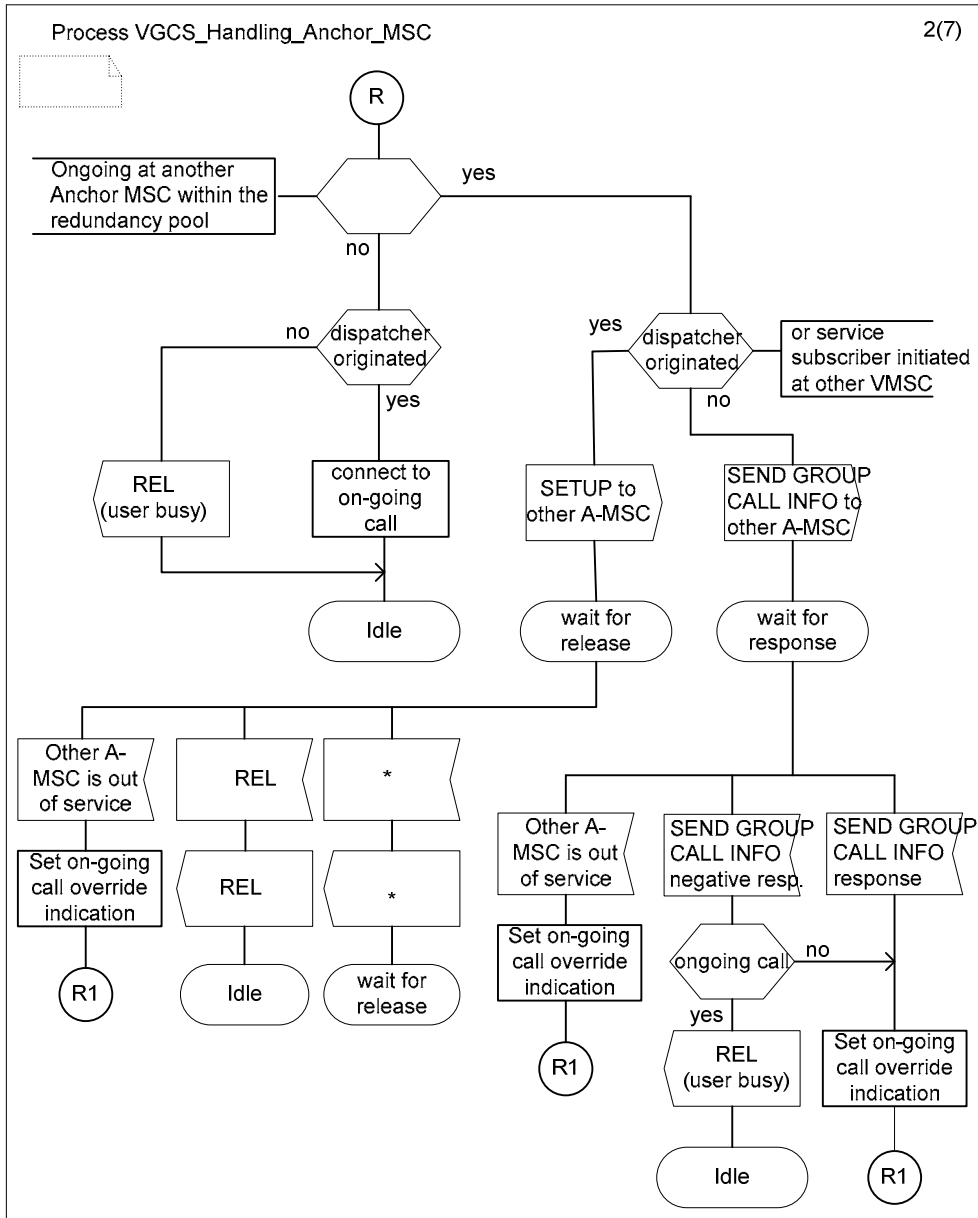 Process VGCS_Handling_Anchor_MSC
2(7)
R
Ongoing at another
Anchor MSC within the
redundancy pool
yes
no
no
dispatcher
originated
yes
yes
dispatcher
originated
no
or service
subscriber initiated
at other VMSC
REL
(user busy)
connect to
on-going
call
SETUP to
other A-MSC
SEND GROUP
CALL INFO to
other A-MSC
Idle
wait for
release
wait for
response
Other A-
MSC is out
of service
REL
*
Set on-going
call override
indication
REL
*
R1
Idle
wait for
release
Other A-
MSC is out
of service
SEND GROUP
CALL INFO
negative resp.
SEND GROUP
CALL INFO
response
Set on-going
call override
indication
ongoing call
no
yes
R1
REL
(user busy)
Set on-going
call override
indication
Idle
R1